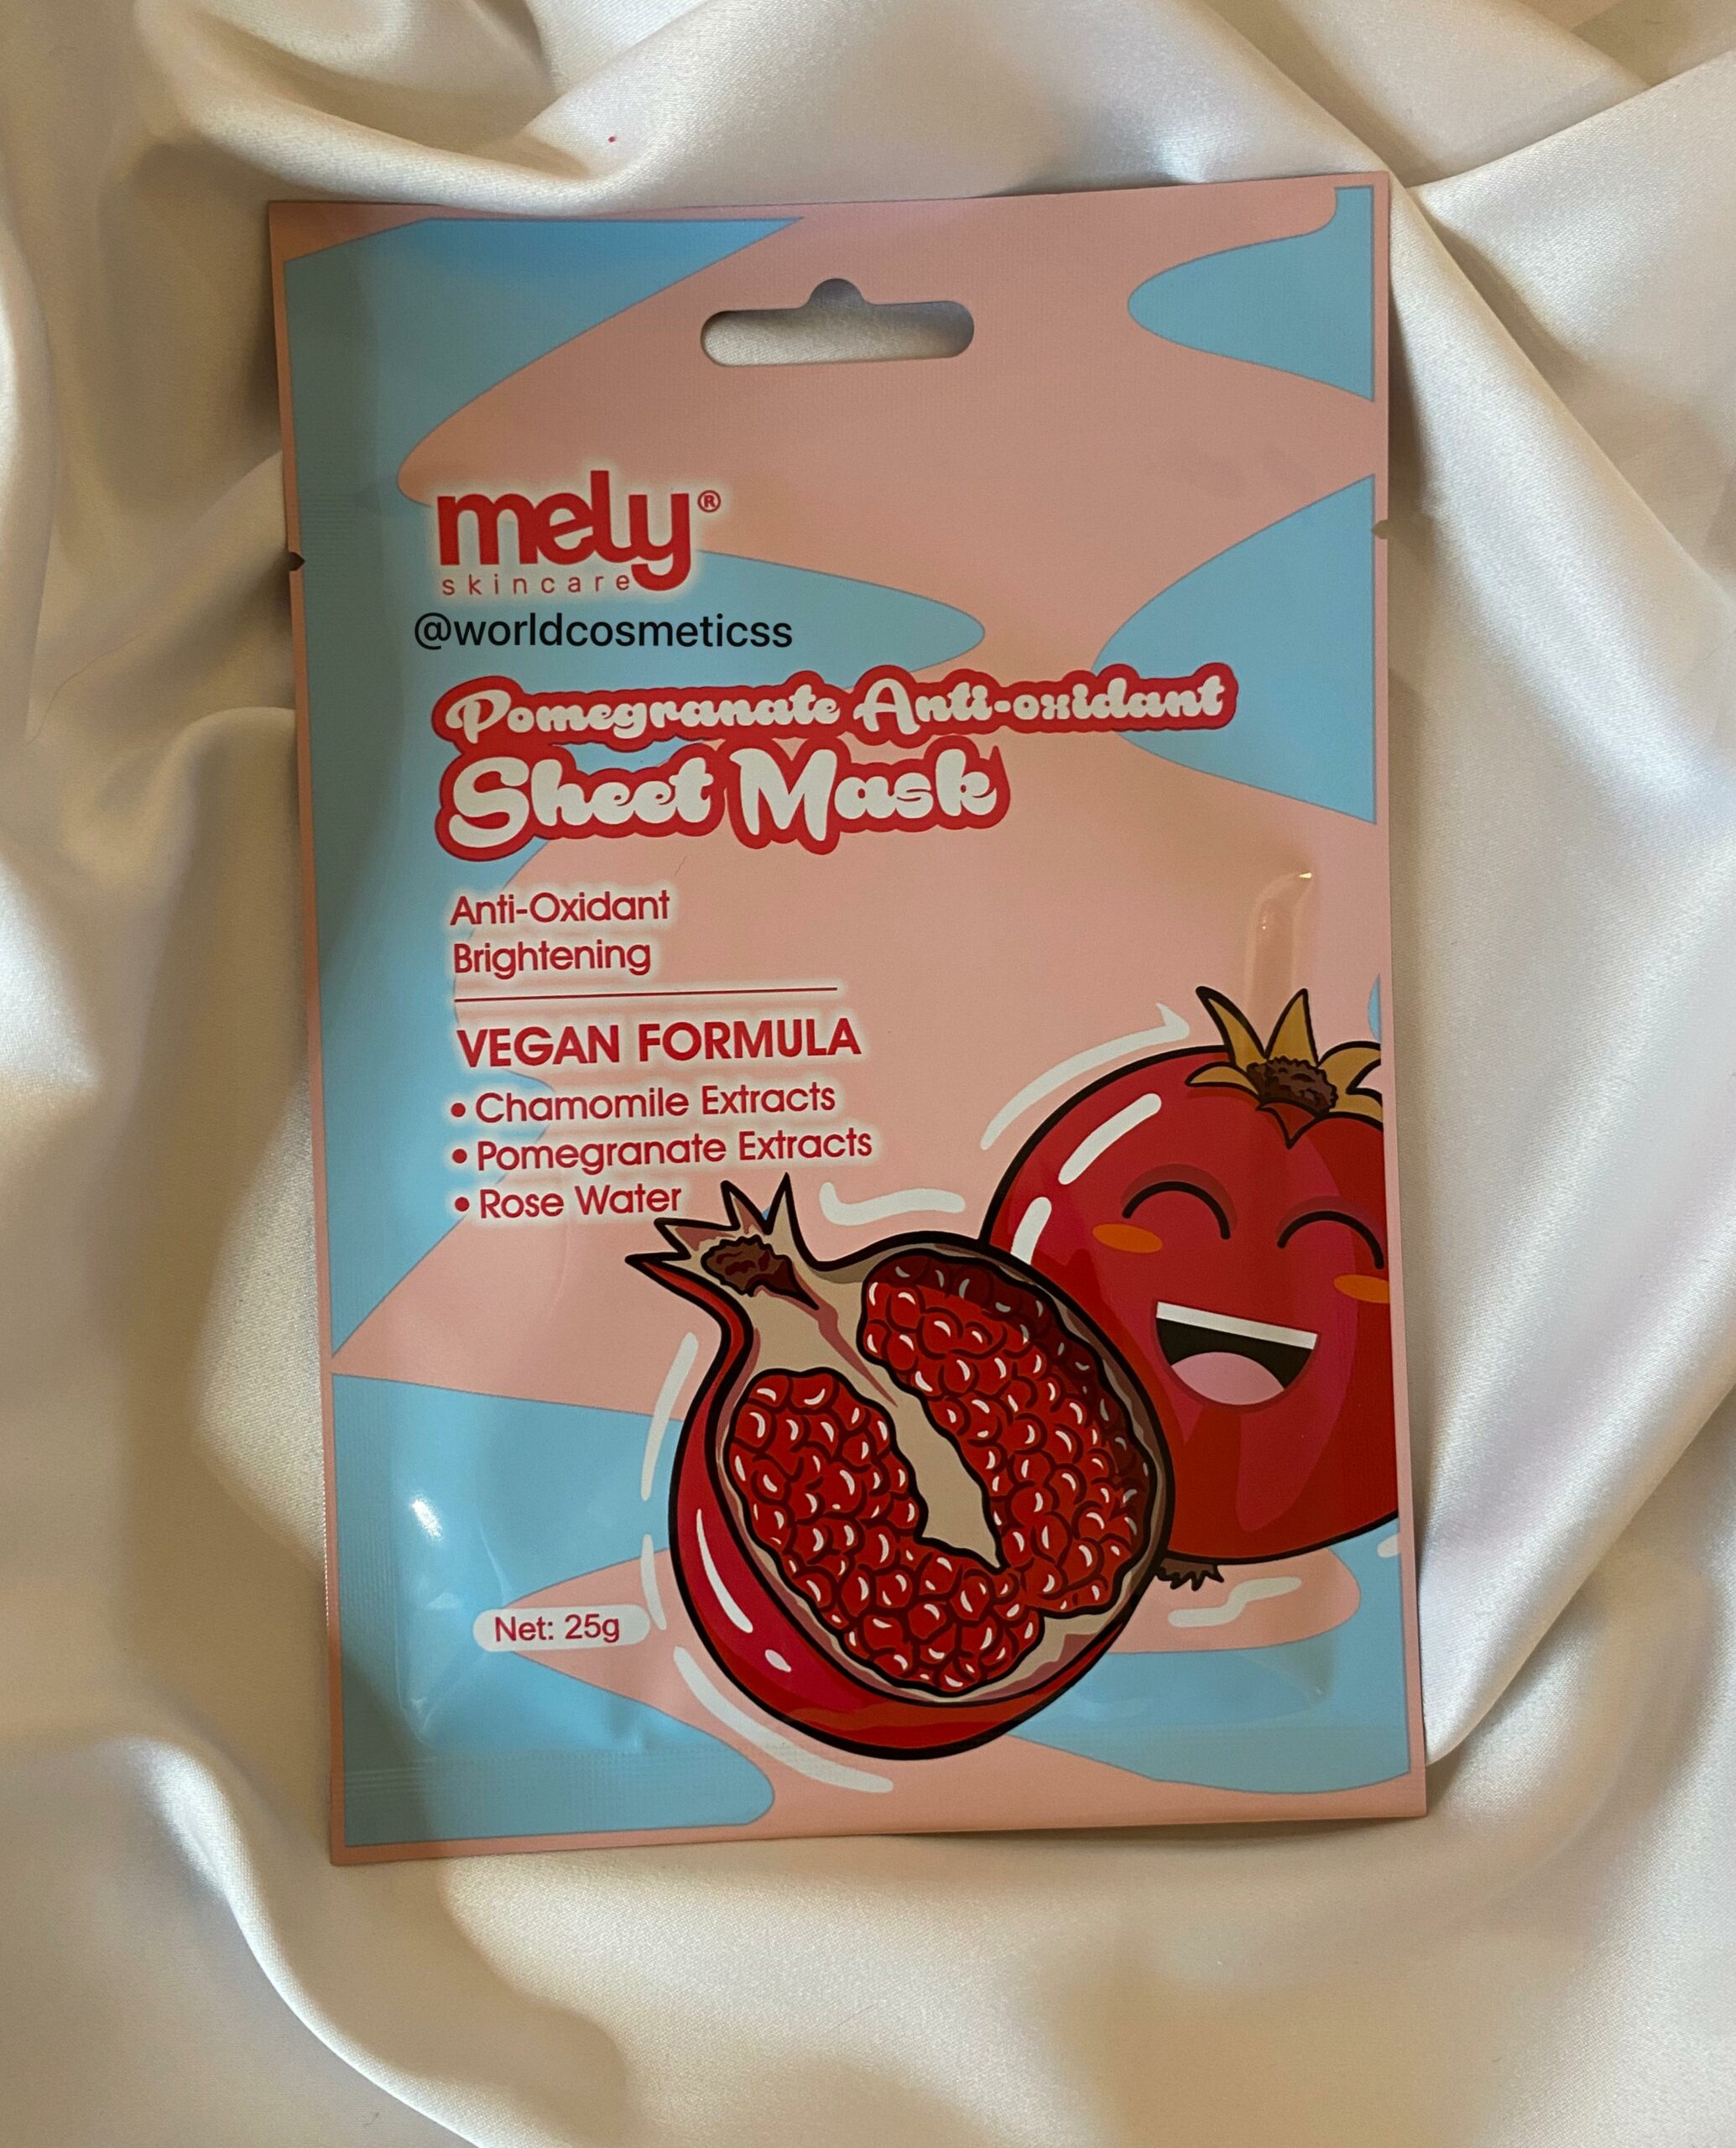 mely®
skincare
@worldcosmeticss
Pomegranate Anti-oxidant
Sheet Mask
Anti-Oxidant
Brightening
VEGAN FORMULA
• Chamomile Extracts
• Pomegranate Extracts
• Rose Water
Net: 25g